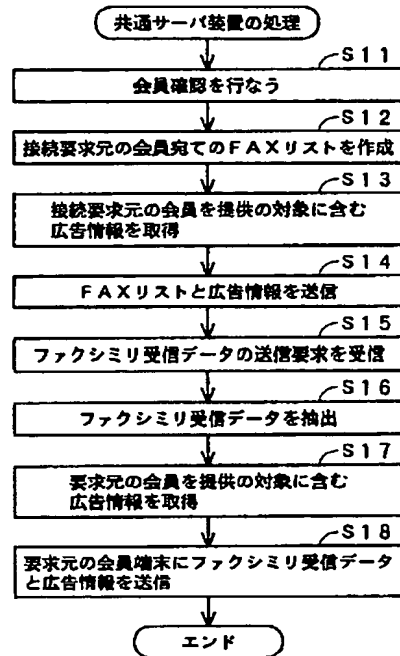 共通サーバ装置の処理
S11
会員確認を行なう
S12
接続要求元の会員宛てのFAXリストを作成
S13
接続要求元の会員を提供の対象に含む
広告情報を取得
S14
FAXリストと広告情報を送信
S15
ファクシミリ受信データの送信要求を受信
S16
ファクシミリ受信データを抽出
S17
要求元の会員を提供の対象に含む
広告情報を取得
S18
要求元の会員端末にファクシミリ受信データ
と広告情報を送信
エンド